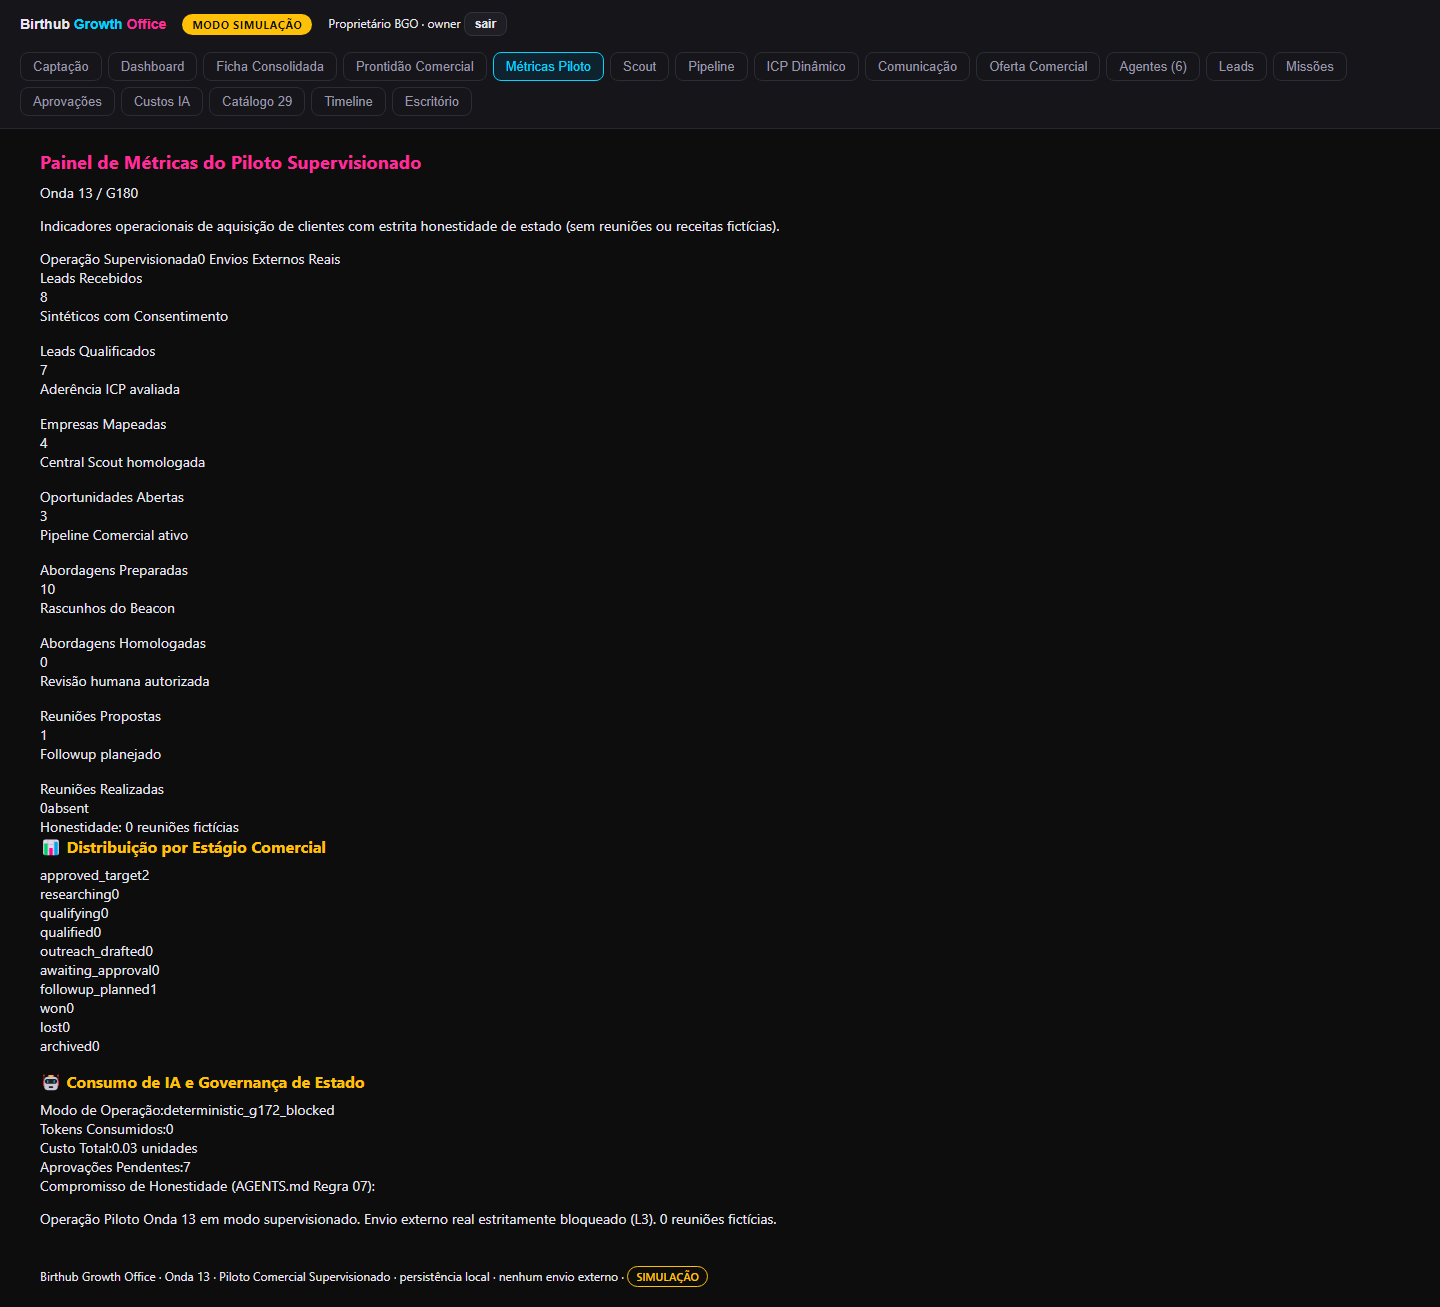 Birthub Growth Office MODO SIMULAÇÃO Proprietário BGO · owner sair
Captação Dashboard Ficha Consolidada Prontidão Comercial Métricas Piloto Scout Pipeline ICP Dinâmico Comunicação Oferta Comercial Agentes (6) Leads Missões
Aprovações Custos IA Catálogo 29 Timeline Escritório
Painel de Métricas do Piloto Supervisionado
Onda 13 / G180
Indicadores operacionais de aquisição de clientes com estrita honestidade de estado (sem reuniões ou receitas fictícias).
Operação Supervisionada0 Envios Externos Reais
Leads Recebidos
8
Sintéticos com Consentimento
Leads Qualificados
7
Aderência ICP avaliada
Empresas Mapeadas
4
Central Scout homologada
Oportunidades Abertas
3
Pipeline Comercial ativo
Abordagens Preparadas
10
Rascunhos do Beacon
Abordagens Homologadas
0
Revisão humana autorizada
Reuniões Propostas
1
Followup planejado
Reuniões Realizadas
0absent
Honestidade: 0 reuniões fictícias
Distribuição por Estágio Comercial
approved_target2
researching0
qualifying0
qualified0
outreach_drafted0
awaiting_approval0
followup_planned1
won0
lost0
archived0
Consumo de IA e Governança de Estado
Modo de Operação:deterministic_g172_blocked
Tokens Consumidos:0
Custo Total:0.03 unidades
Aprovações Pendentes:7
Compromisso de Honestidade (AGENTS.md Regra 07):
Operação Piloto Onda 13 em modo supervisionado. Envio externo real estritamente bloqueado (L3). 0 reuniões fictícias.
Birthub Growth Office · Onda 13 · Piloto Comercial Supervisionado · persistência local · nenhum envio externo · SIMULAÇÃO